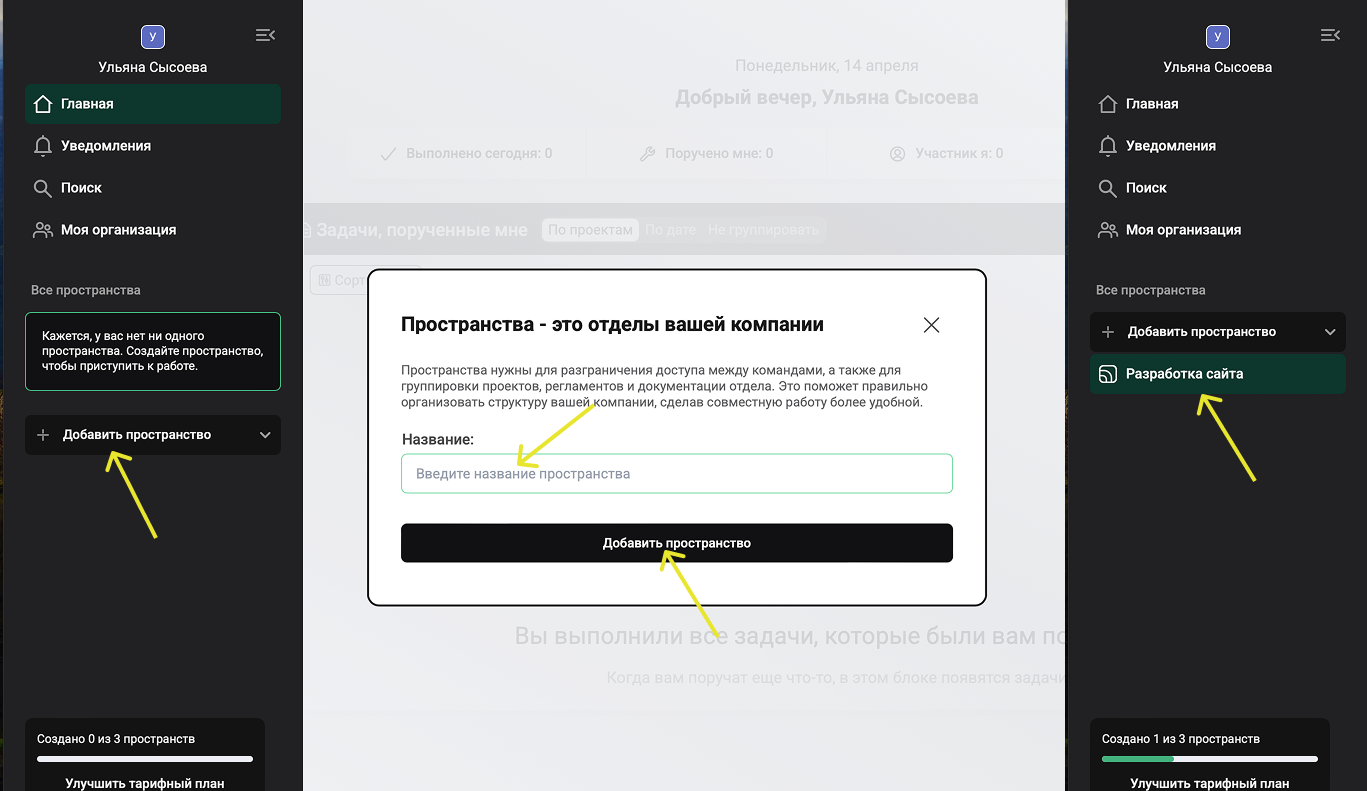 У
Ульяна Сысоева
Главная
Уведомления
Поиск
Моя организация
Все пространства
Кажется, у вас нет ни одного
пространства. Создайте пространство,
чтобы приступить к работе.
Добавить пространство
Создано 0 из 3 пространств
Улучшить тарифный план
Понедельник, 14 апреля
Добрый вечер, Ульяна Сысоева
Выполнено сегодня: 0
Поручено мне: 0
Участник я: 0
Задачи, порученные мне
По проектам
По дате
Не группировать
Сорт
Пространства - это отделы вашей компании
Пространства нужны для разграничения доступа между командами, а также для
группировки проектов, регламентов и документации отдела. Это поможет правильно
организовать структуру вашей компании, сделав совместную работу более удобной.
Название:
Введите название пространства
Добавить пространство
Вы выполнили все задачи, которые были вам по
Когда вам поручат еще что-то, в этом блоке появятся задачи
У
Ульяна Сысоева
Главная
Уведомления
Поиск
Моя организация
Все пространства
Добавить пространство
Разработка сайта
Создано 1 из 3 пространств
Улучшить тарифный план